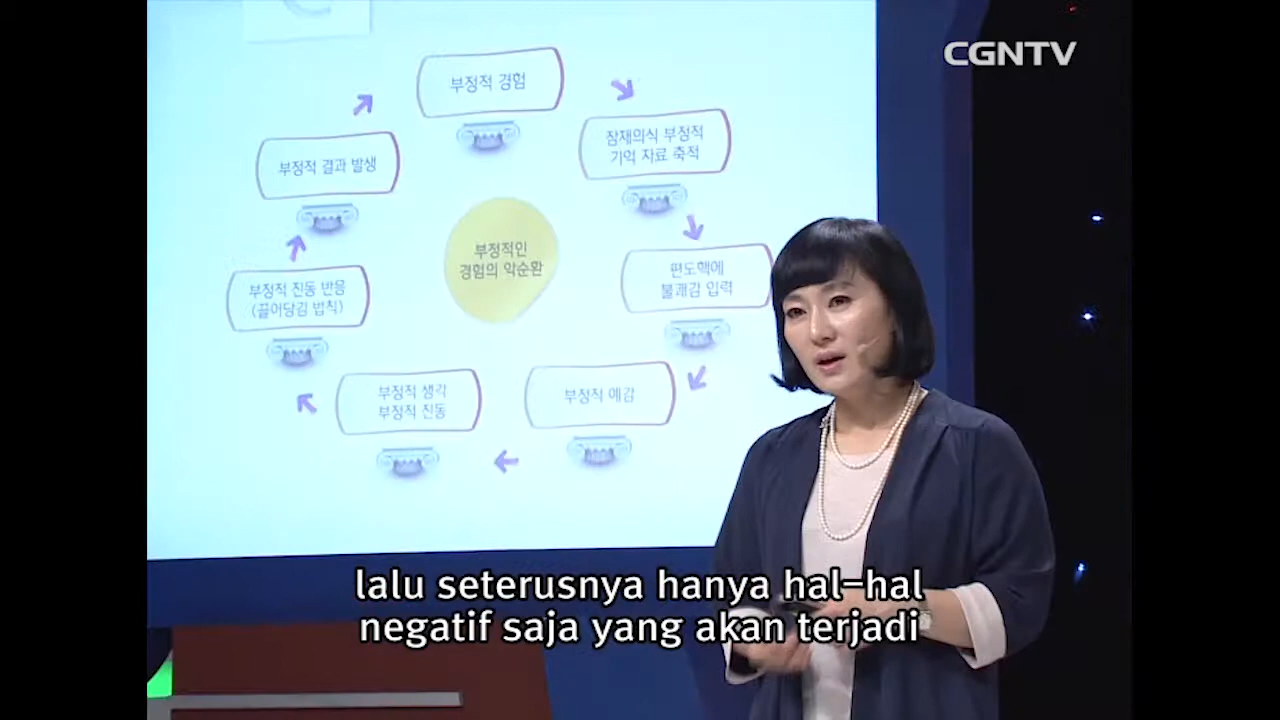 CGNTV
부정적 경험
잠재의식 부정적
기억 자료 축적
편도핵에
불쾌감 입력
부정적 예감
부정적 생각
부정적 진동
부정적 진동 반응
(끌어당김 법칙)
부정적 결과 발생
부정적인
경험의 악순환
lalu seterusnya hanya hal-hal
negatif saja yang akan terjadi